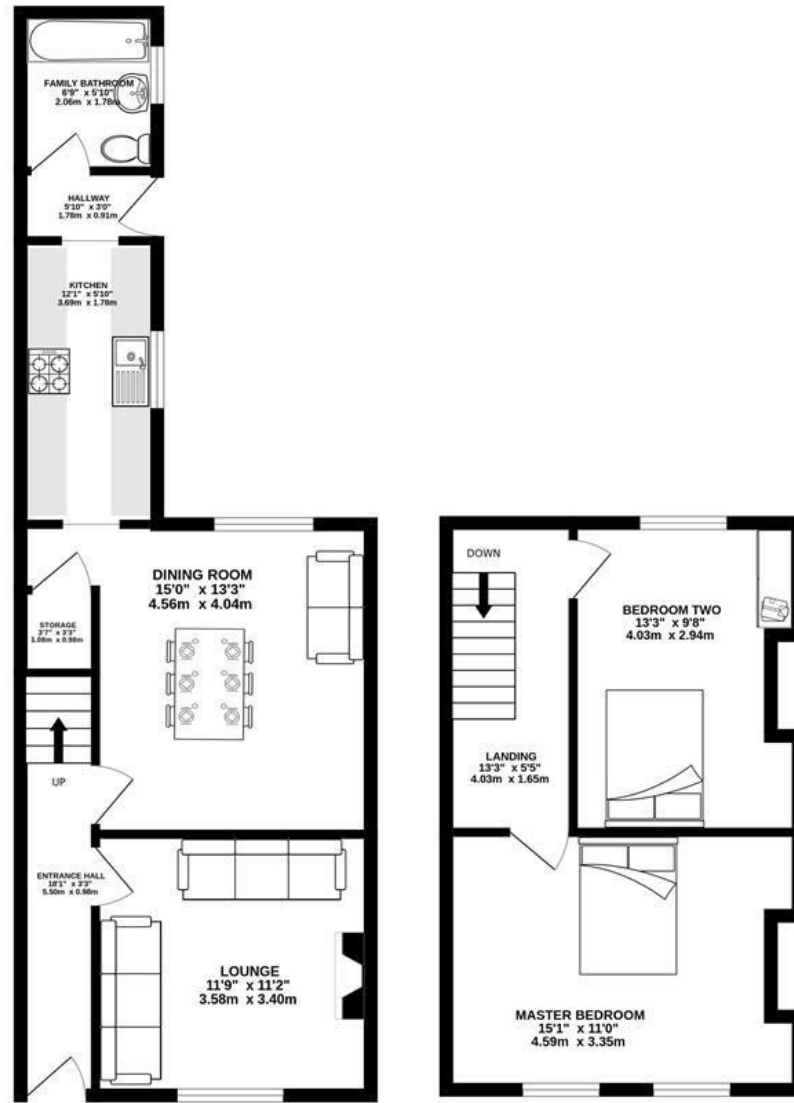 FAMILY BATHROOM
6'9" x 5'10"
2.06m x 1.78m
HALLWAY
5'10" x 3'0"
1.78m x 0.91m
KITCHEN
12'1" x 5'10"
3.69m x 1.78m
DINING ROOM
15'0" x 13'3"
4.56m x 4.04m
STORAGE
3'7" x 3'3"
1.08m x 0.98m
UP
ENTRANCE HALL
18'1" x 3'3"
5.50m x 0.98m
LOUNGE
11'9" x 11'2"
3.58m x 3.40m
DOWN
BEDROOM TWO
13'3" x 9'8"
4.03m x 2.94m
LANDING
13'3" x 5'5"
4.03m x 1.65m
MASTER BEDROOM
15'1" x 11'0"
4.59m x 3.35m